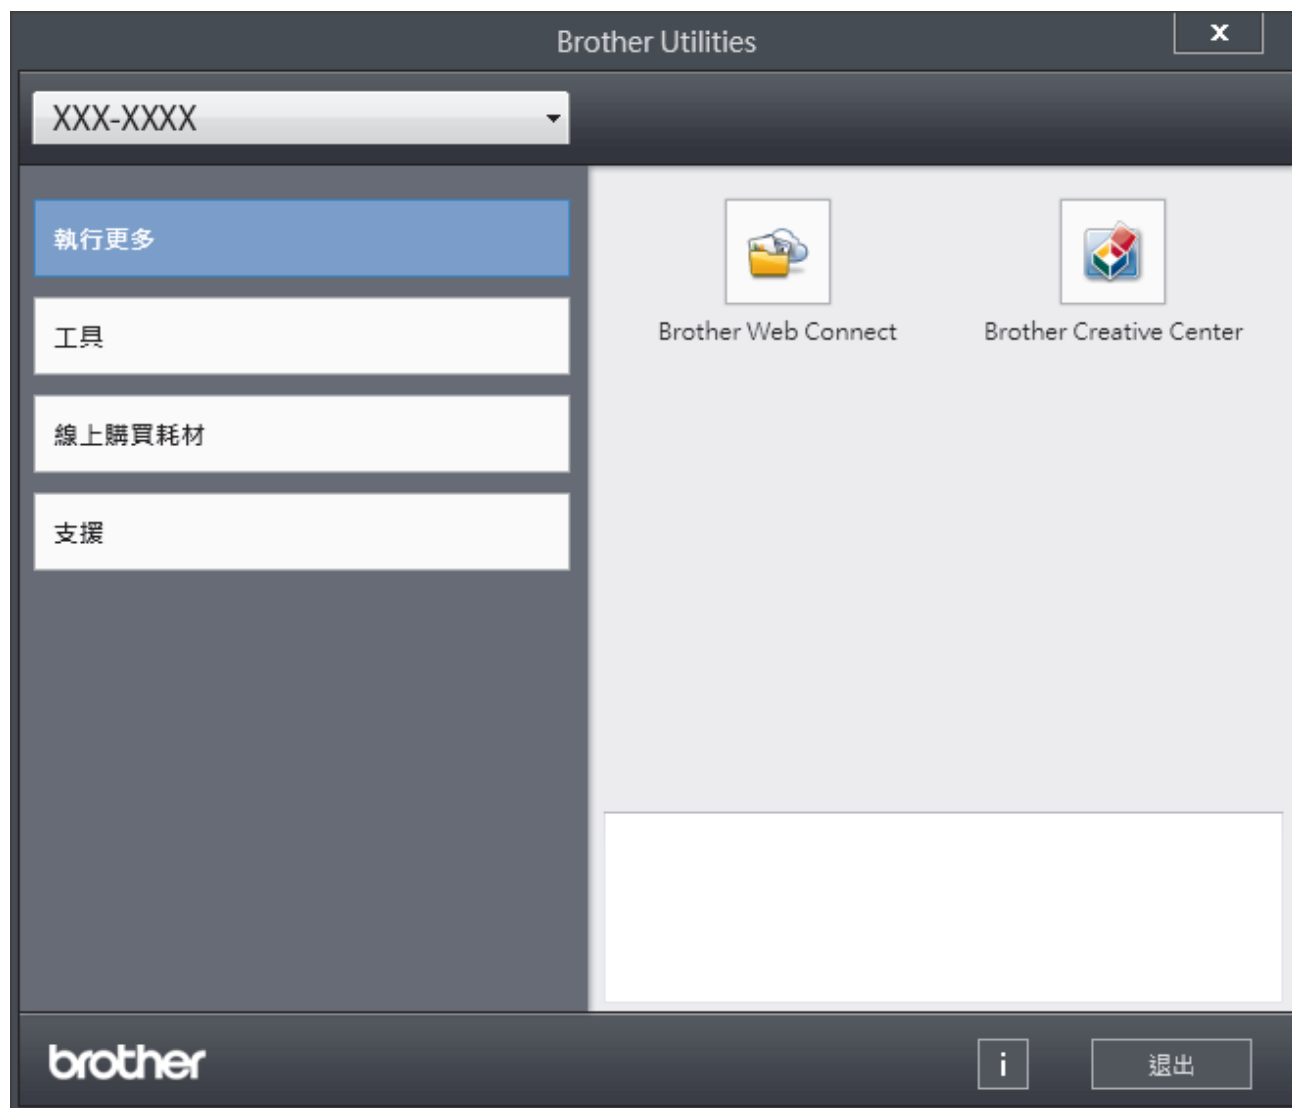 Brother Utilities
x
XXX-XXXX
執行更多
工具
線上購買耗材
支援
Brother Web Connect
Brother Creative Center
brother
i
退出